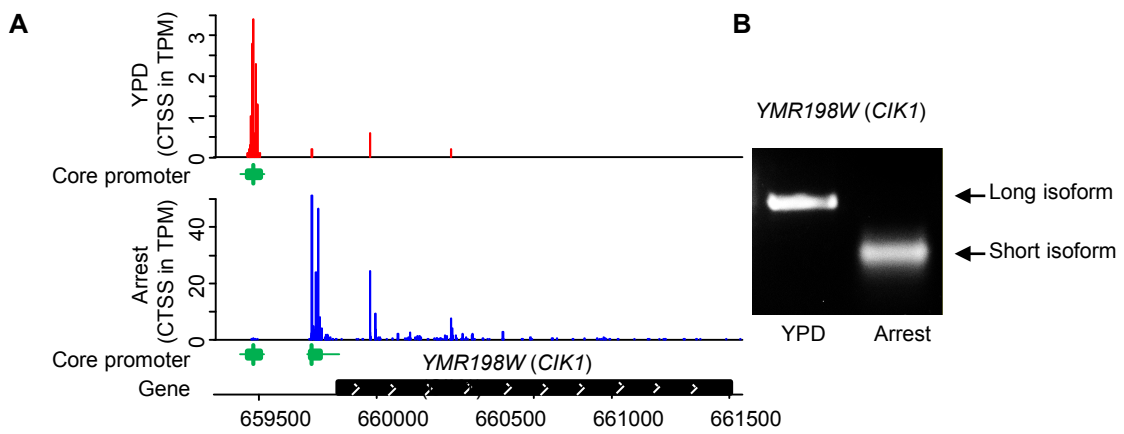 A
B
YPD
(CTSS in TPM)
0
1
2
3
Core promoter
Arrest
(CTSS in TPM)
0
20
40
Core promoter
YMR198W (CIK1)
Gene
659500 660000 660500 661000 661500
YMR198W (CIK1)
Long isoform
Short isoform
YPD Arrest